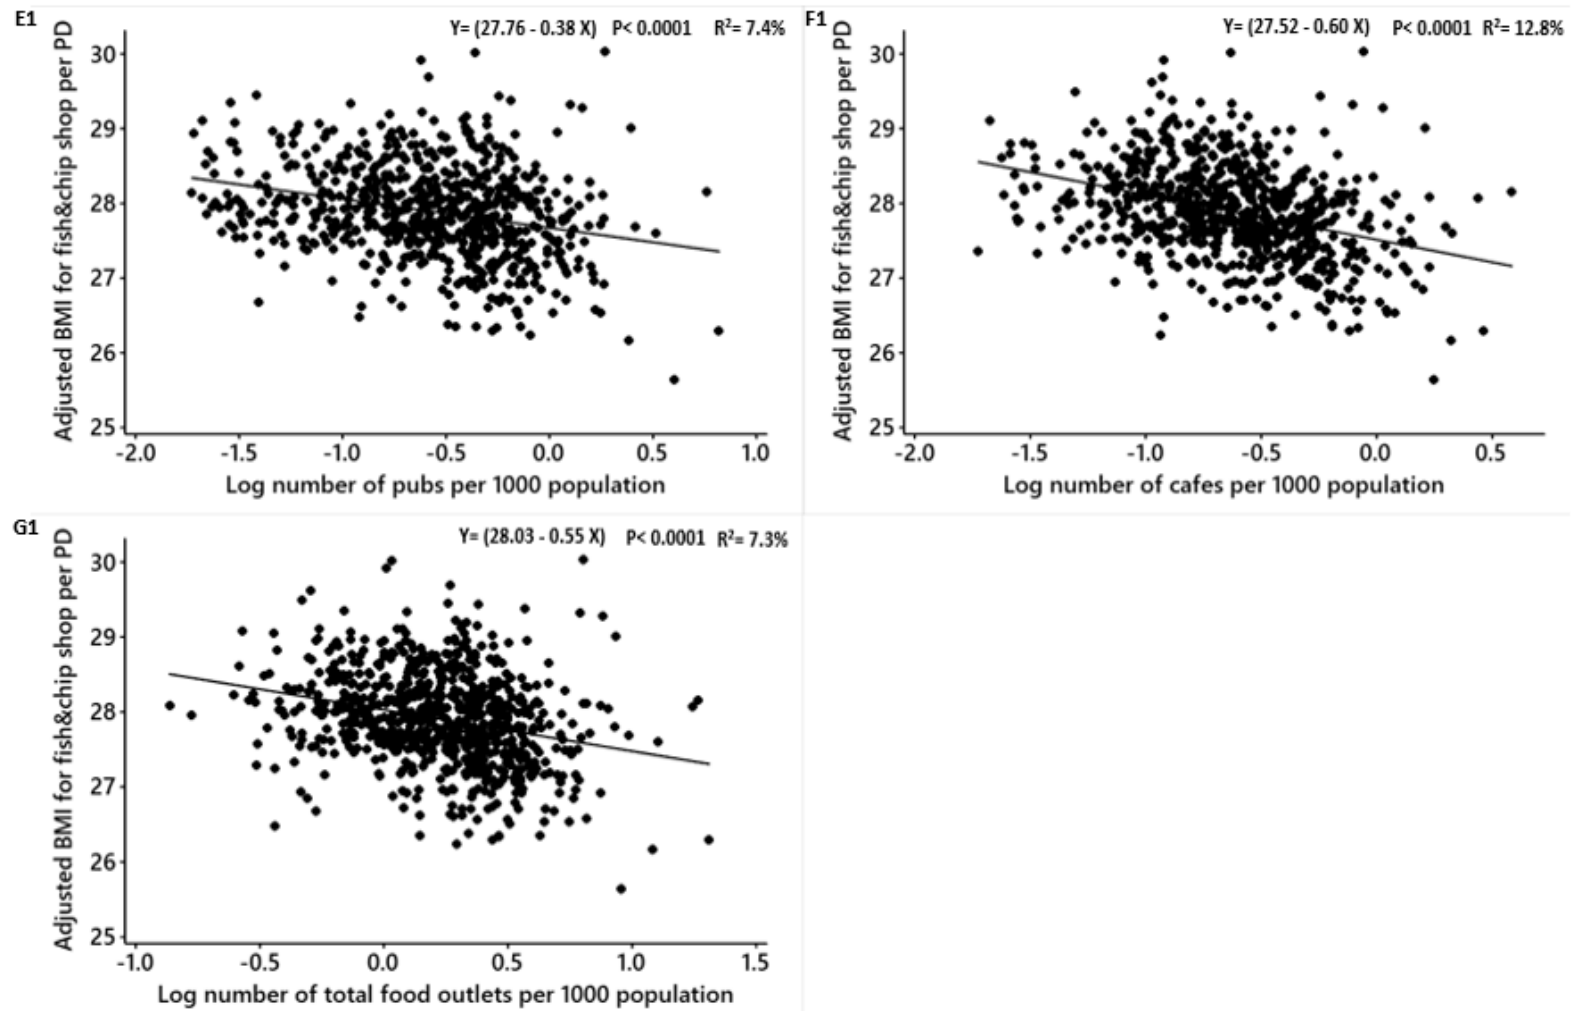 E1
Y= (27.76 - 0.38 X) P< 0.0001 R²= 7.4%
Adjusted BMI for fish&chip shop per PD
30
29
28
27
26
25
-2.0 -1.5 -1.0 -0.5 0.0 0.5 1.0
Log number of pubs per 1000 population
F1
Y= (27.52 - 0.60 X) P< 0.0001 R²= 12.8%
Adjusted BMI for fish&chip shop per PD
30
29
28
27
26
25
-2.0 -1.5 -1.0 -0.5 0.0 0.5
Log number of cafes per 1000 population
G1
Y= (28.03 - 0.55 X) P< 0.0001 R²= 7.3%
Adjusted BMI for fish&chip shop per PD
30
29
28
27
26
25
-1.0 -0.5 0.0 0.5 1.0 1.5
Log number of total food outlets per 1000 population